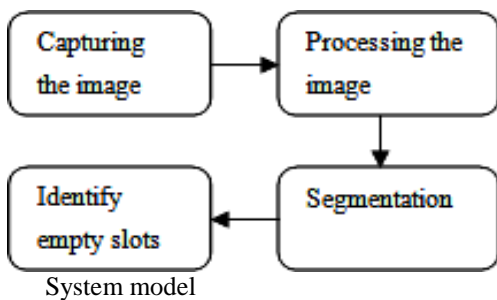 Capturing
the image
Processing the
image
Segmentation
Identify
empty slots
System model